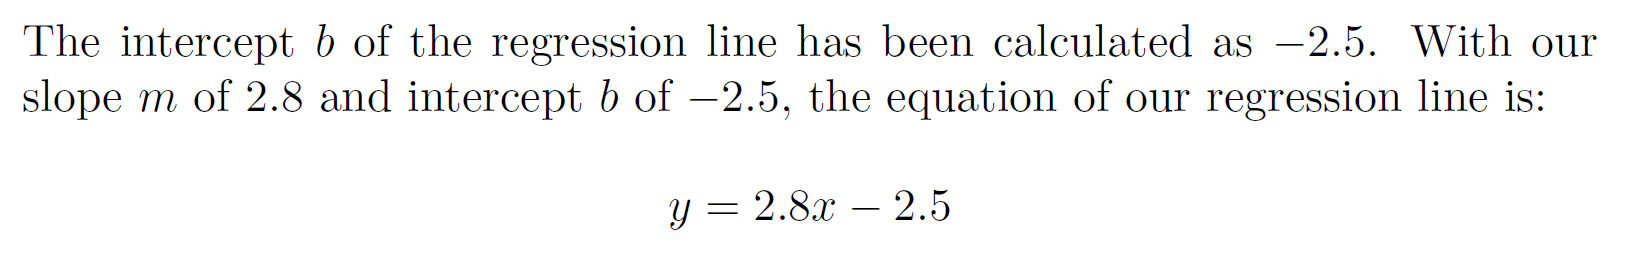 The intercept b of the regression line has been calculated as −2.5. With our
slope m of 2.8 and intercept b of −2.5, the equation of our regression line is:
y = 2.8x − 2.5